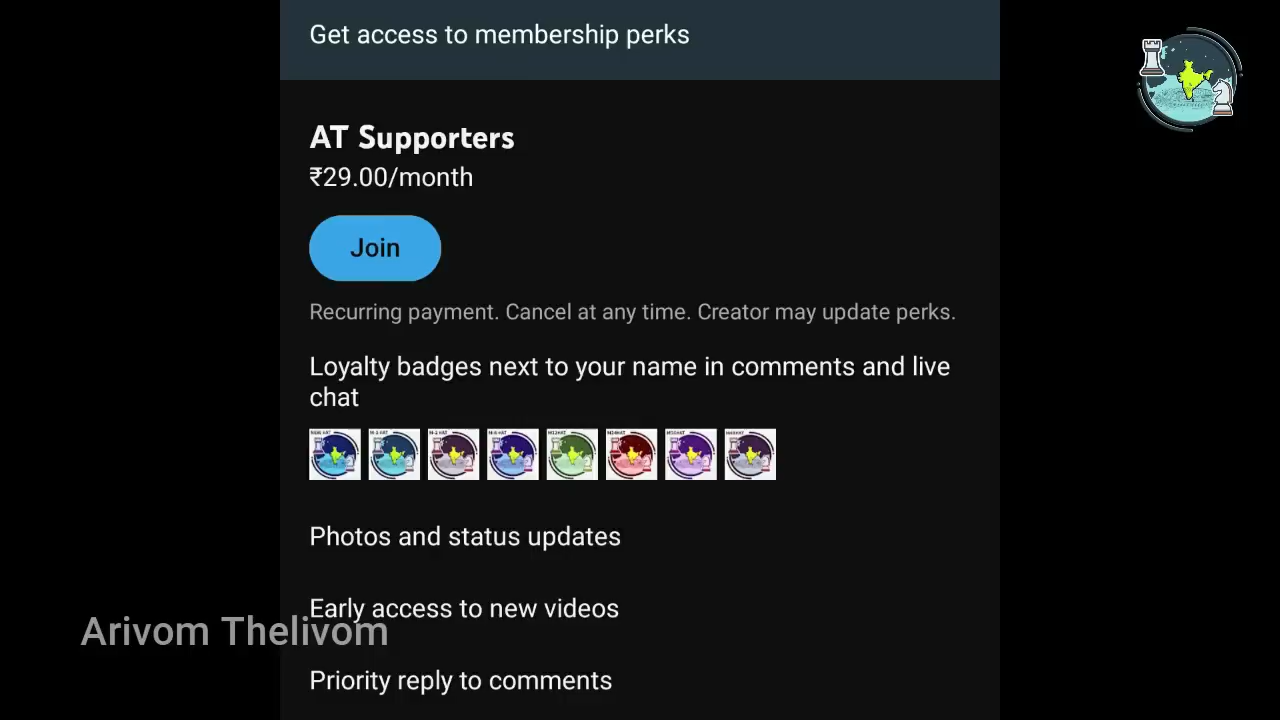 Get access to membership perks
AT Supporters
₹29.00/month
Join
Recurring payment. Cancel at any time. Creator may update perks.
Loyalty badges next to your name in comments and live
chat
Photos and status updates
Early access to new videos
Arivom Thelivom
Priority reply to comments